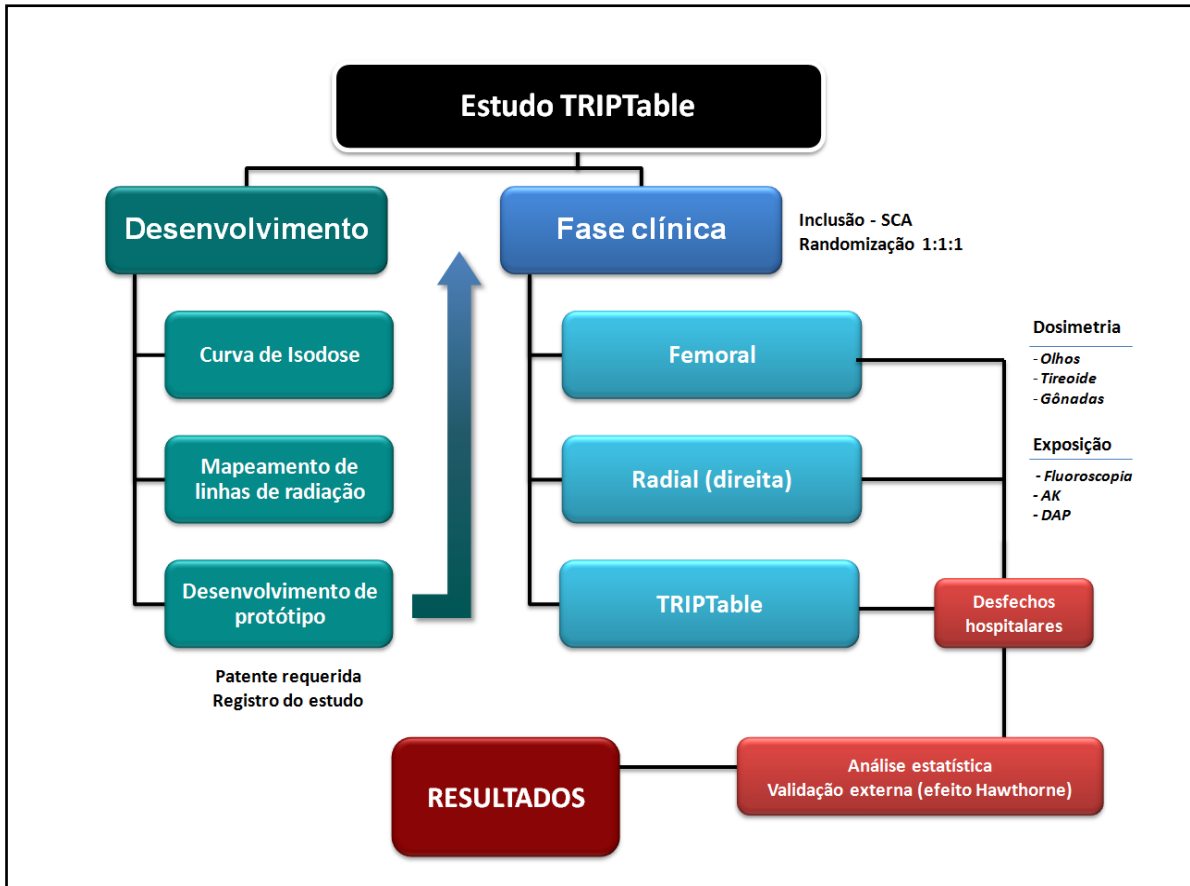 Estudo TRIPTable
Desenvolvimento
Fase clínica
Inclusão - SCA
Randomização 1:1:1
Curva de Isodose
Mapeamento de
linhas de radiação
Desenvolvimento de
protótipo
Patente requerida
Registro do estudo
Femoral
Radial (direita)
TRIPTable
Dosimetria
- Olhos
- Tireoide
- Gônadas
Exposição
- Fluoroscopia
- AK
- DAP
Desfechos
hospitalares
Análise estatística
Validação externa (efeito Hawthorne)
RESULTADOS